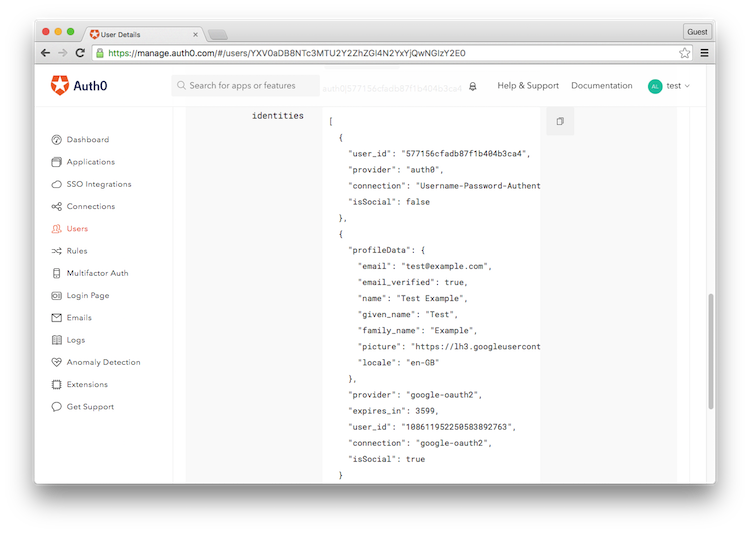 User Details
Guest
https://manage.auth0.com/#/users/YXV0aDB8NTc3MTU2Y2ZhZGI4N2YxYjQwNGIzY2E0
Auth0
Search for apps or features
auth0|577156cfadb87f1b404b3ca4
Help & Support
Documentation
AL
test
Dashboard
Applications
SSO Integrations
Connections
Users
Rules
Multifactor Auth
Login Page
Emails
Logs
Anomaly Detection
Extensions
Get Support
identities
[
{
"user_id": "577156cfadb87f1b404b3ca4",
"provider": "auth0",
"connection": "Username-Password-Authent
"isSocial": false
},
{
"profileData": {
"email": "test@example.com",
"email_verified": true,
"name": "Test Example",
"given_name": "Test",
"family_name": "Example",
"picture": "https://lh3.googleusercont
"locale": "en-GB"
},
"provider": "google-oauth2",
"expires_in": 3599,
"user_id": "108611952250583892763",
"connection": "google-oauth2",
"isSocial": true
}